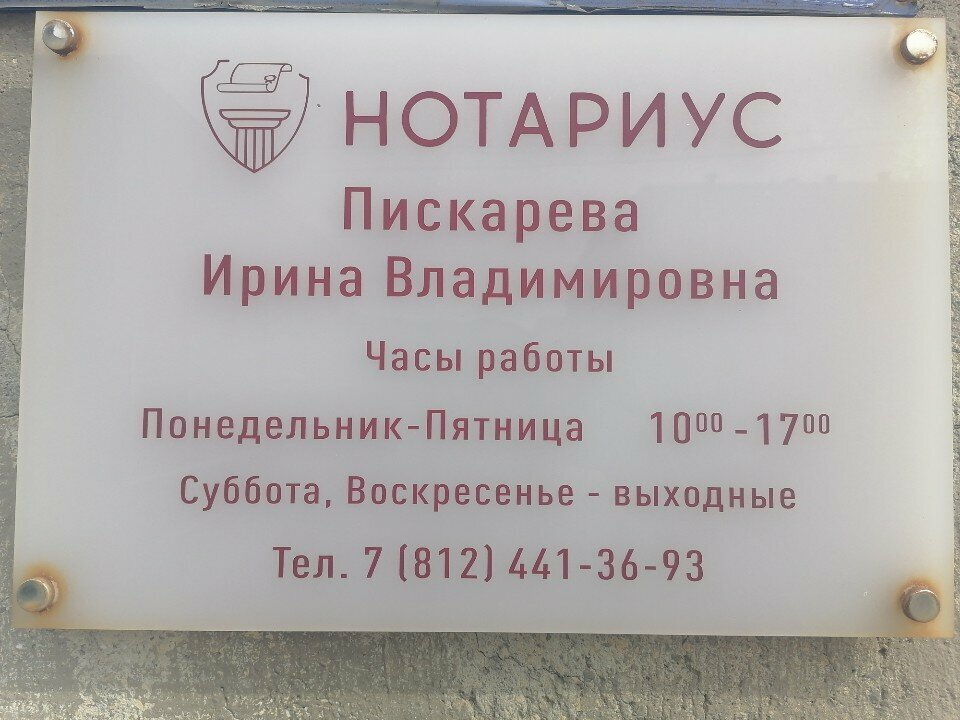 НОТАРИУС
Пискарева
Ирина Владимировна
Часы работы
Понедельник-Пятница 10⁰⁰ - 17⁰⁰
Суббота, Воскресенье - выходные
Тел. 7 (812) 441-36-93